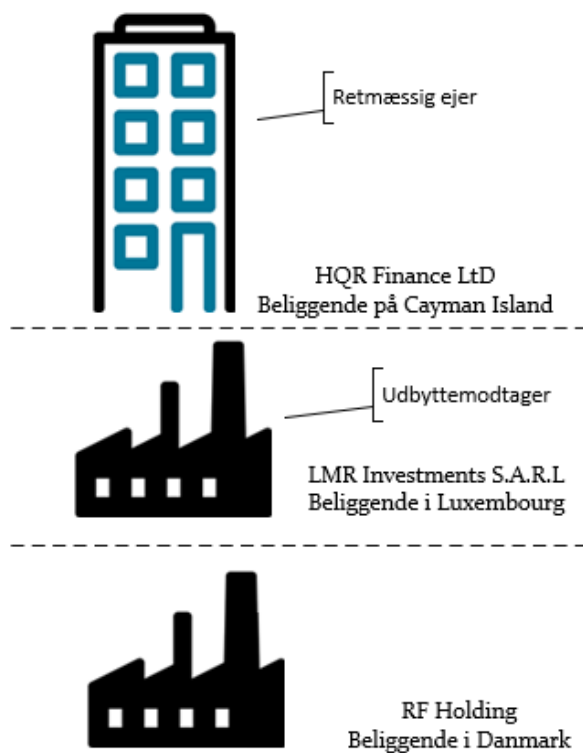 Retmæssig ejer
HQR Finance LtD
Beliggende på Cayman Island
Udbyttemodtager
LMR Investments S.A.R.L
Beliggende i Luxembourg
RF Holding
Beliggende i Danmark